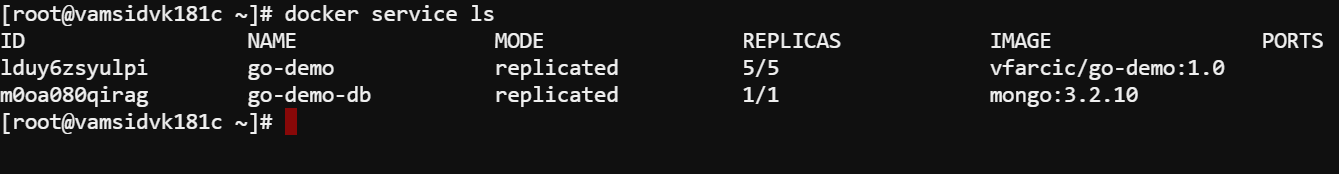 [root@vamsidvk181c ~]# docker service ls
ID NAME MODE REPLICAS IMAGE PORTS
lduy6zsyulpi go-demo replicated 5/5 vfarcic/go-demo:1.0
m0oa080qirag go-demo-db replicated 1/1 mongo:3.2.10
[root@vamsidvk181c ~]#